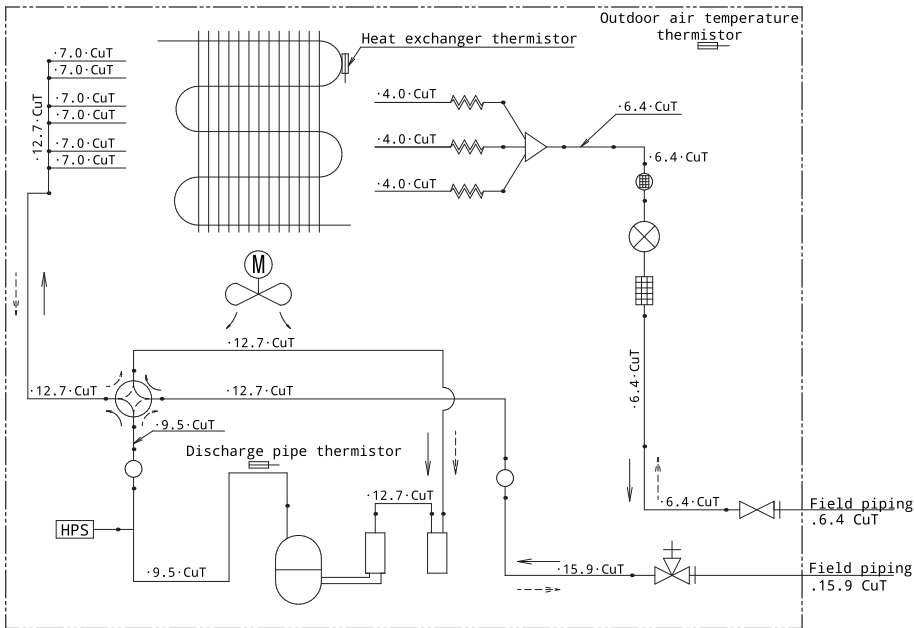 Outdoor air temperature
thermistor
Heat exchanger thermistor
·7.0·CuT
·7.0·CuT
·7.0·CuT
·7.0·CuT
·7.0·CuT
·7.0·CuT
·12.7·CuT
·4.0·CuT
·4.0·CuT
·4.0·CuT
·6.4·CuT
·6.4·CuT
M
·12.7·CuT
·12.7·CuT
·12.7·CuT
·6.4·CuT
·9.5·CuT
Discharge pipe thermistor
·12.7·CuT
·6.4·CuT
Field piping
.6.4 CuT
HPS
·9.5·CuT
·15.9·CuT
Field piping
.15.9 CuT